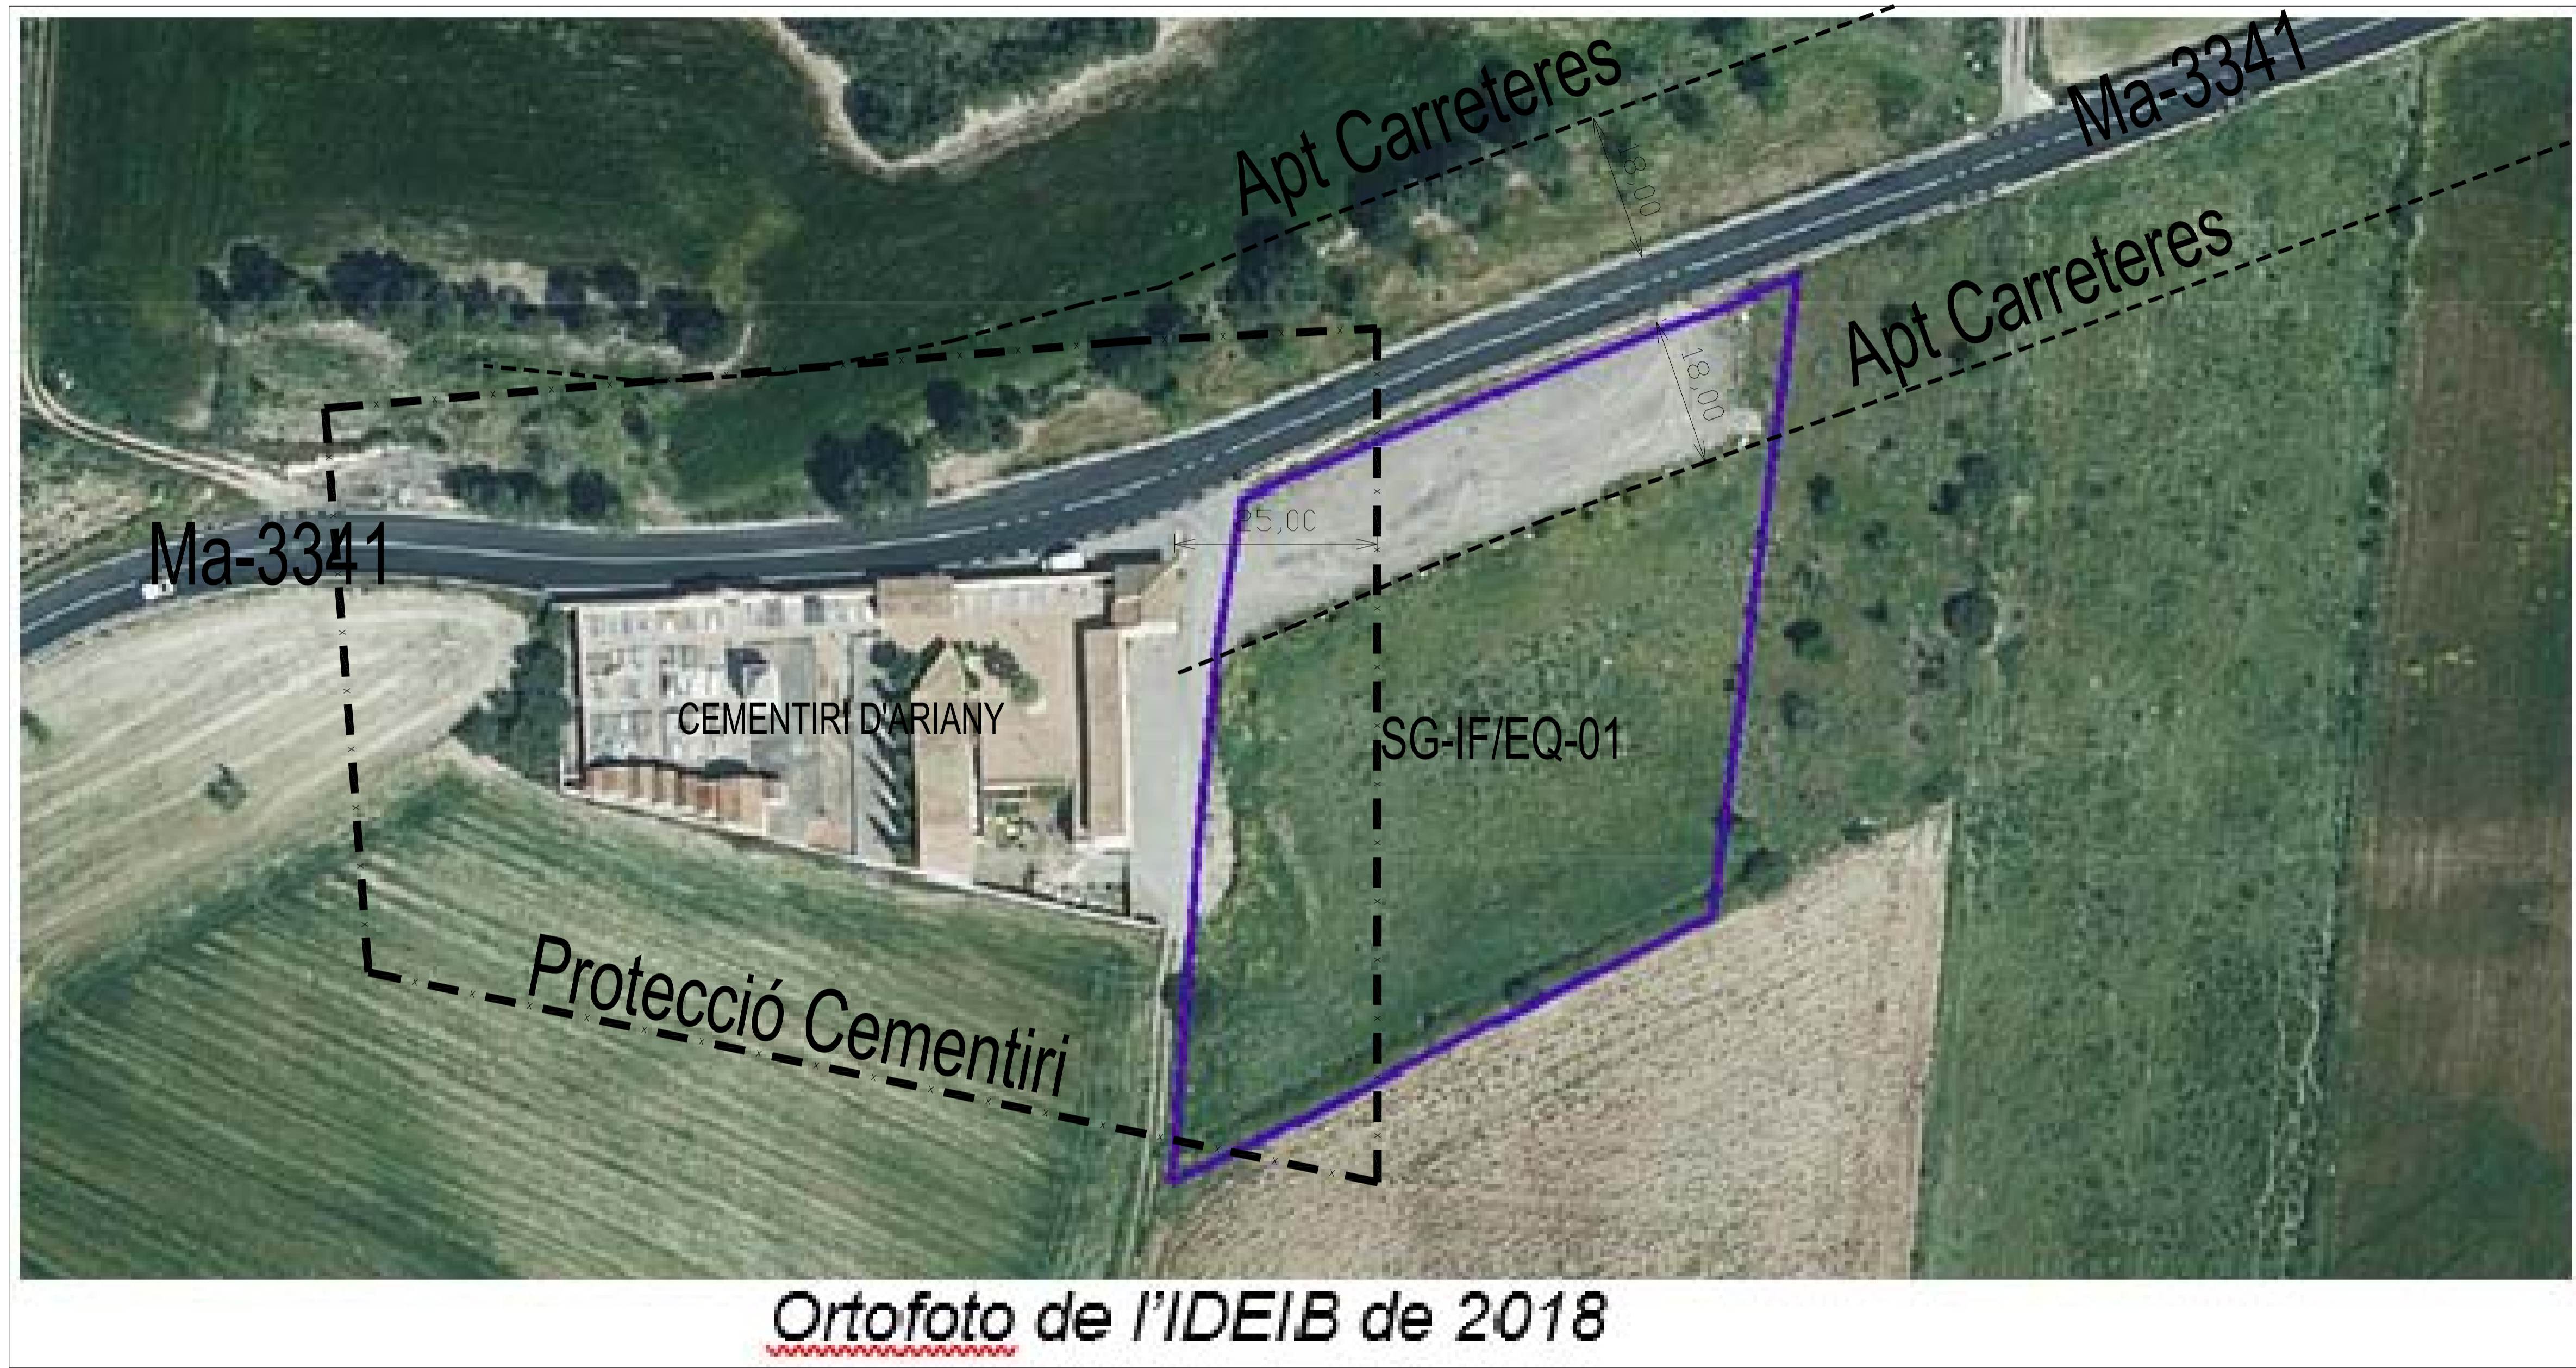 Apt Carreteres
Ma-3341
18,00
Apt Carreteres
18,00
25,00
Ma-3341
CEMENTIRI D'ARIANY
SG-IF/EQ-01
Protecció Cementiri
Ortofoto de l'IDEIB de 2018